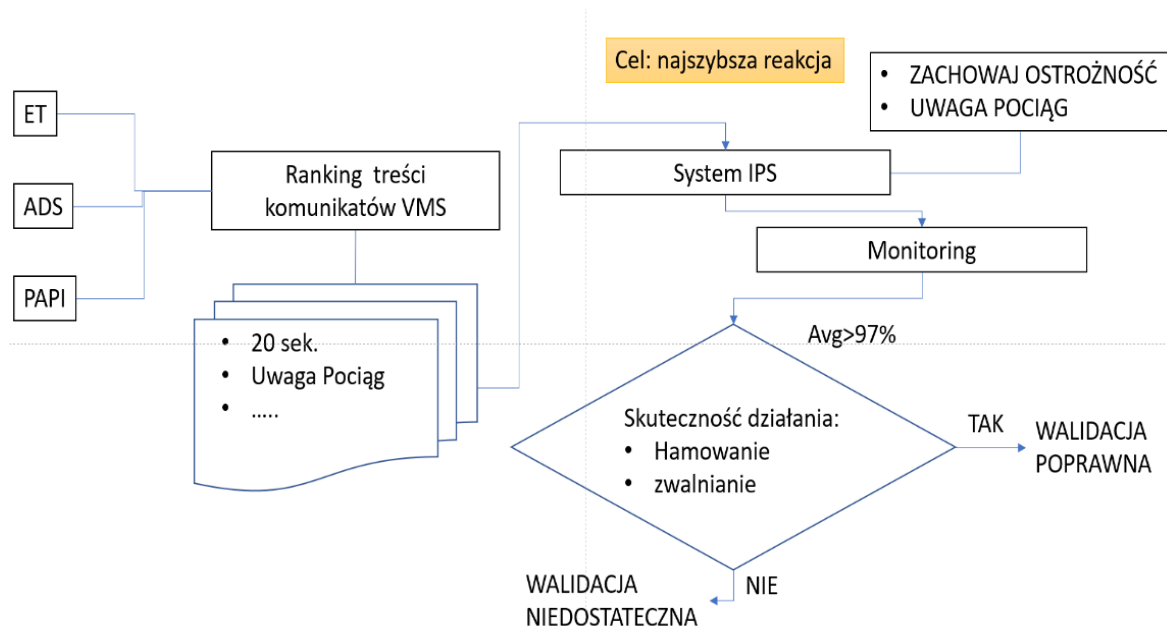 Cel: najszybsza reakcja
• ZACHOWAJ OSTROŻNOŚĆ
• UWAGA POCIĄG
ET
ADS
PAPI
Ranking treści
komunikatów VMS
System IPS
Monitoring
• 20 sek.
• Uwaga Pociąg
• .....
Avg>97%
Skuteczność działania:
• Hamowanie
• zwalnianie
TAK
WALIDACJA
POPRAWNA
NIE
WALIDACJA
NIEDOSTATECZNA